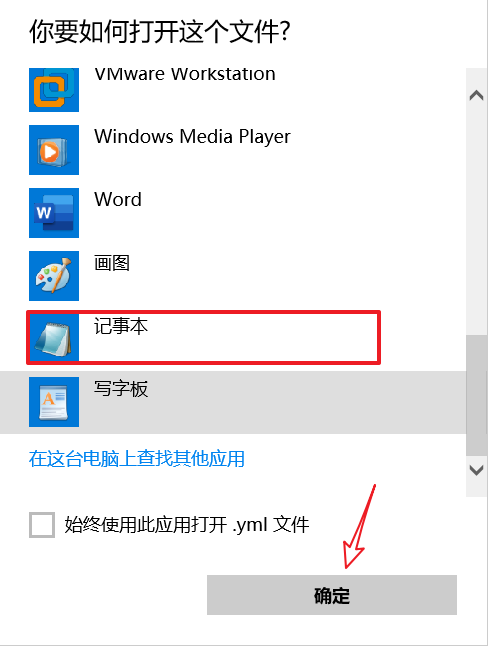 你要如何打开这个文件?
VMware Workstation
Windows Media Player
Word
画图
记事本
写字板
在这台电脑上查找其他应用
始终使用此应用打开 .yml 文件
确定